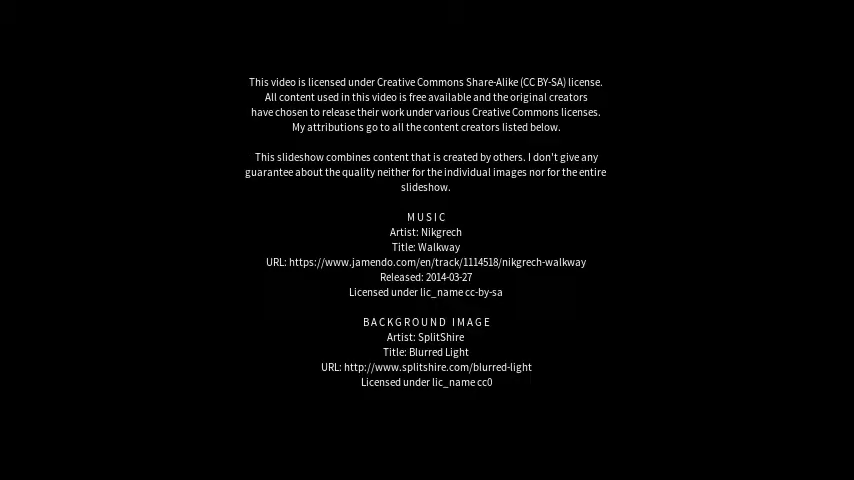 This video is licensed under Creative Commons Share-Alike (CC BY-SA) license.
All content used in this video is free available and the original creators
have chosen to release their work under various Creative Commons licenses.
My attributions go to all the content creators listed below.
This slideshow combines content that is created by others. I don't give any
guarantee about the quality neither for the individual images nor for the entire
slideshow.
MUSIC
Artist: Nikgrech
Title: Walkway
URL: https://www.jamendo.com/en/track/1114518/nikgrech-walkway
Released: 2014-03-27
Licensed under lic_name cc-by-sa
BACKGROUND IMAGE
Artist: SplitShire
Title: Blurred Light
URL: http://www.splitshire.com/blurred-light
Licensed under lic_name cc0